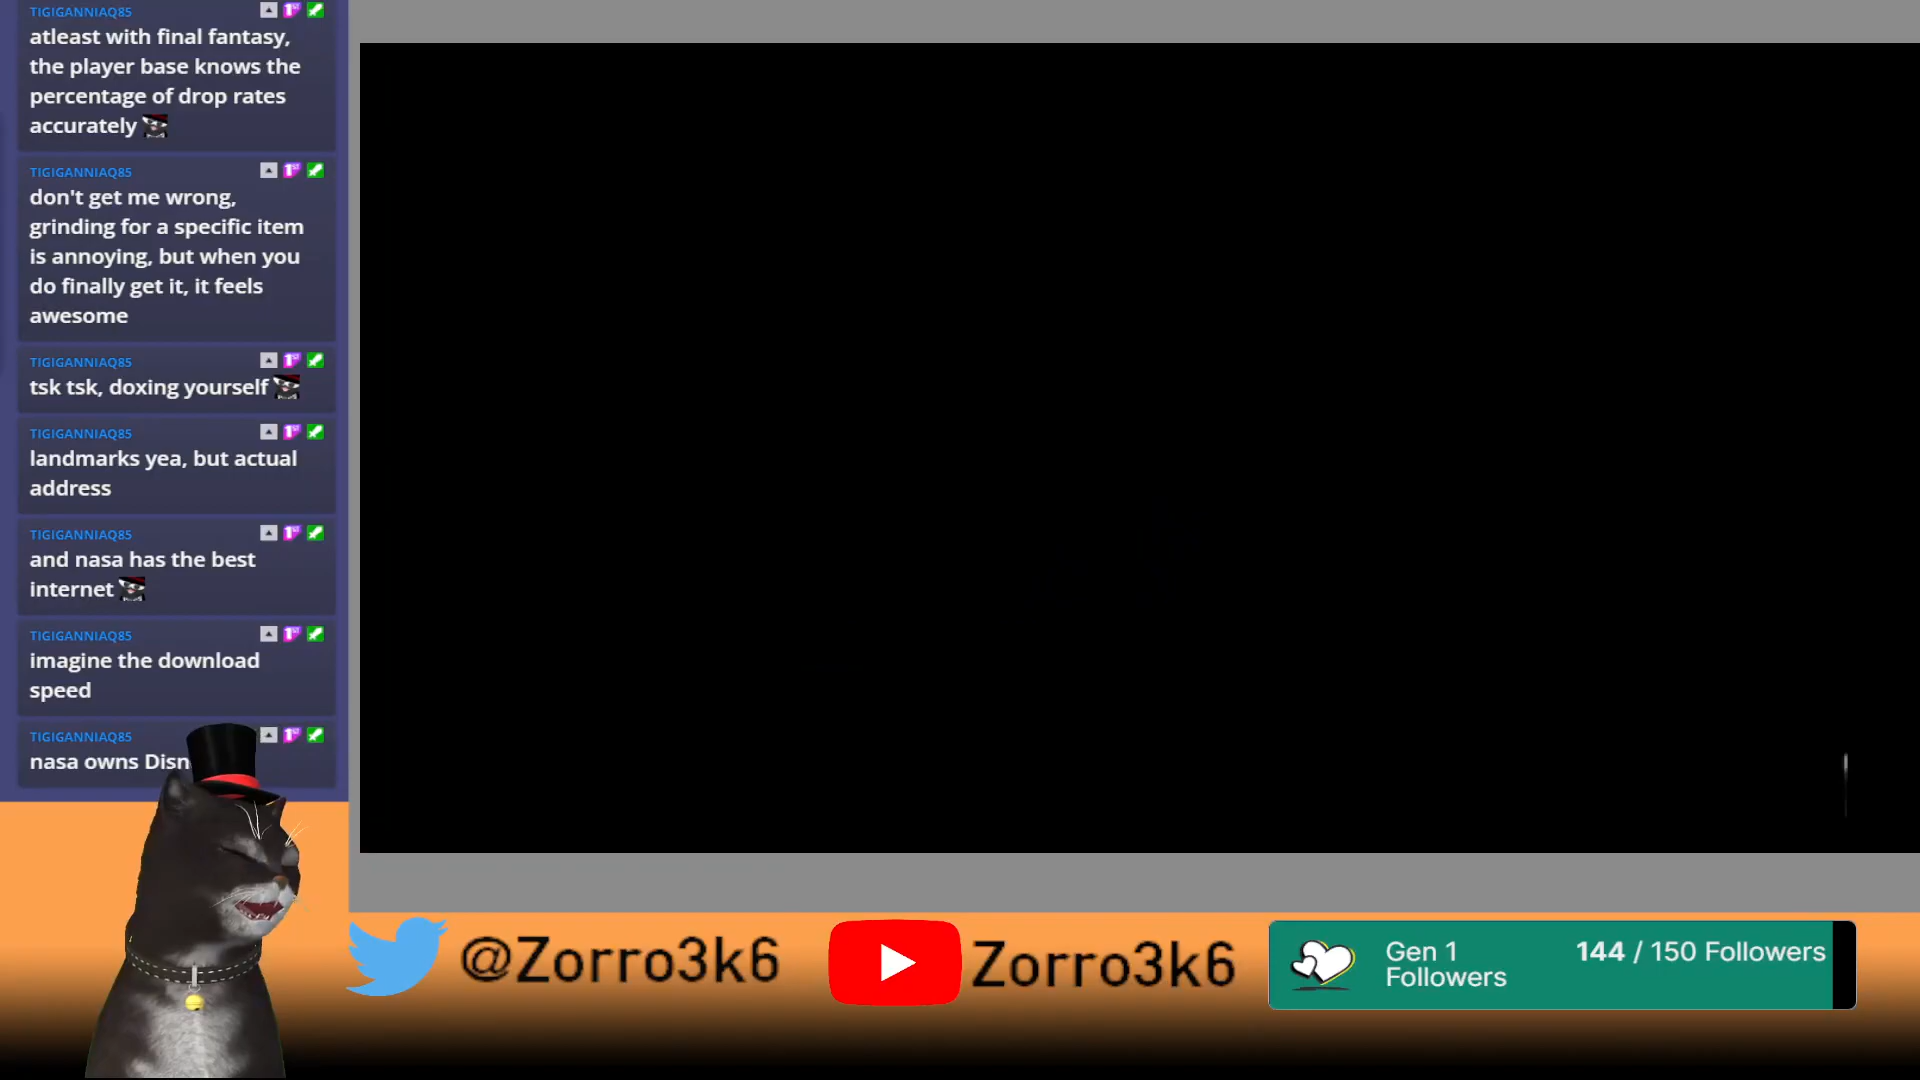 TIGIGANNIAQ85
atleast with final fantasy,
the player base knows the
percentage of drop rates
accurately
TIGIGANNIAQ85
don't get me wrong,
grinding for a specific item
is annoying, but when you
do finally get it, it feels
awesome
TIGIGANNIAQ85
tsk tsk, doxing yourself
TIGIGANNIAQ85
landmarks yea, but actual
address
TIGIGANNIAQ85
and nasa has the best
internet
TIGIGANNIAQ85
imagine the download
speed
TIGIGANNIAQ85
nasa owns Disn
@Zorro3k6
Zorro3k6
Gen 1
Followers
144 / 150 Followers